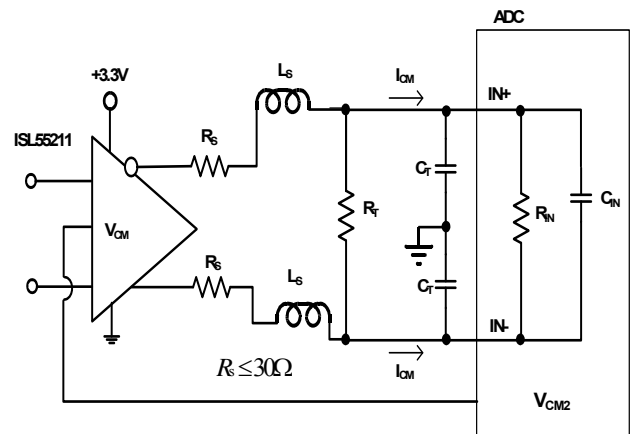 ADC
+3.3V
LS
ICM
IN+
ISL55211
RS
CT
CIN
RT
RIN
VCM
RS
LS
CT
IN-
Rs≤30Ω
ICM
VCM2